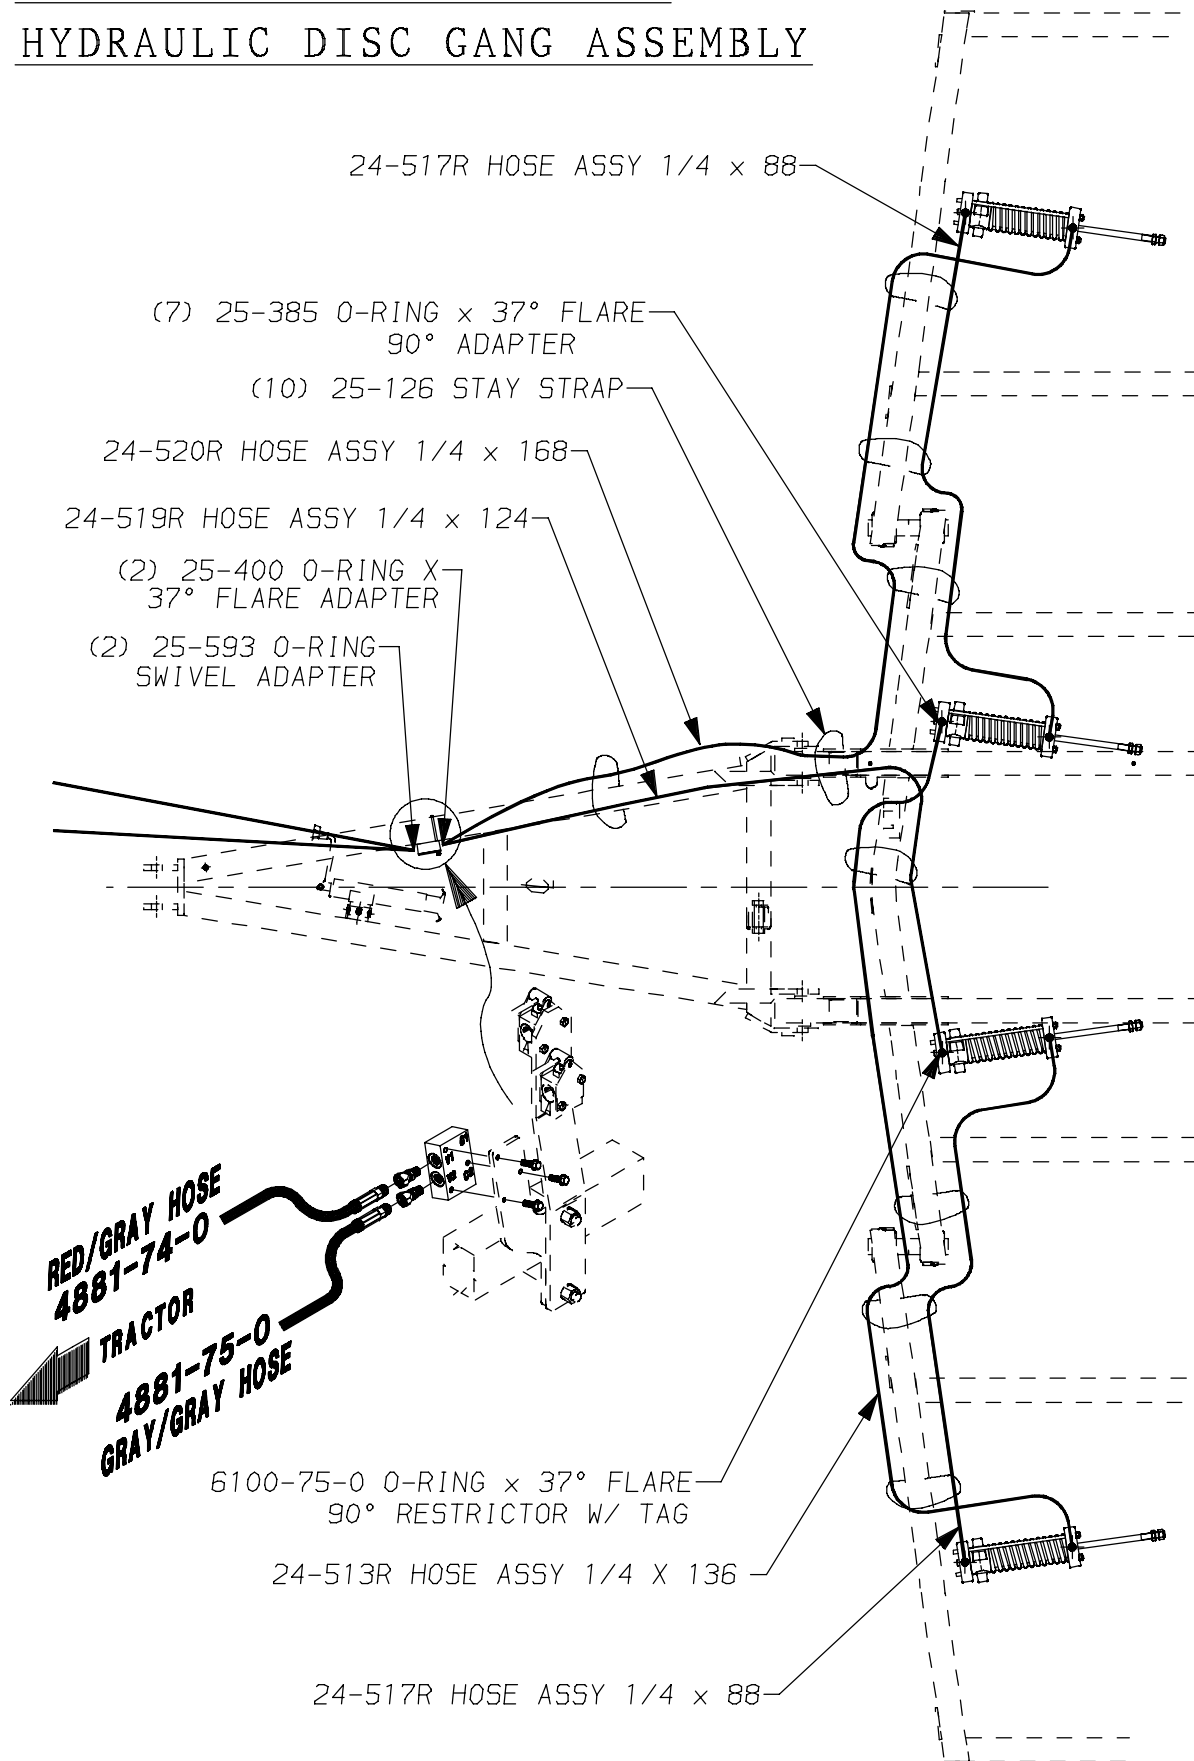 HYDRAULIC DISC GANG ASSEMBLY
24-517R HOSE ASSY 1/4 x 88
(7) 25-385 O-RING x 37° FLARE
90° ADAPTER
(10) 25-126 STAY STRAP
24-520R HOSE ASSY 1/4 x 168
24-519R HOSE ASSY 1/4 x 124
(2) 25-400 O-RING X
37° FLARE ADAPTER
(2) 25-593 O-RING
SWIVEL ADAPTER
RED/GRAY HOSE
4881-74-0
TRACTOR
4881-75-0
GRAY/GRAY HOSE
6100-75-0 O-RING x 37° FLARE
90° RESTRICTOR W/ TAG
24-513R HOSE ASSY 1/4 X 136
24-517R HOSE ASSY 1/4 x 88